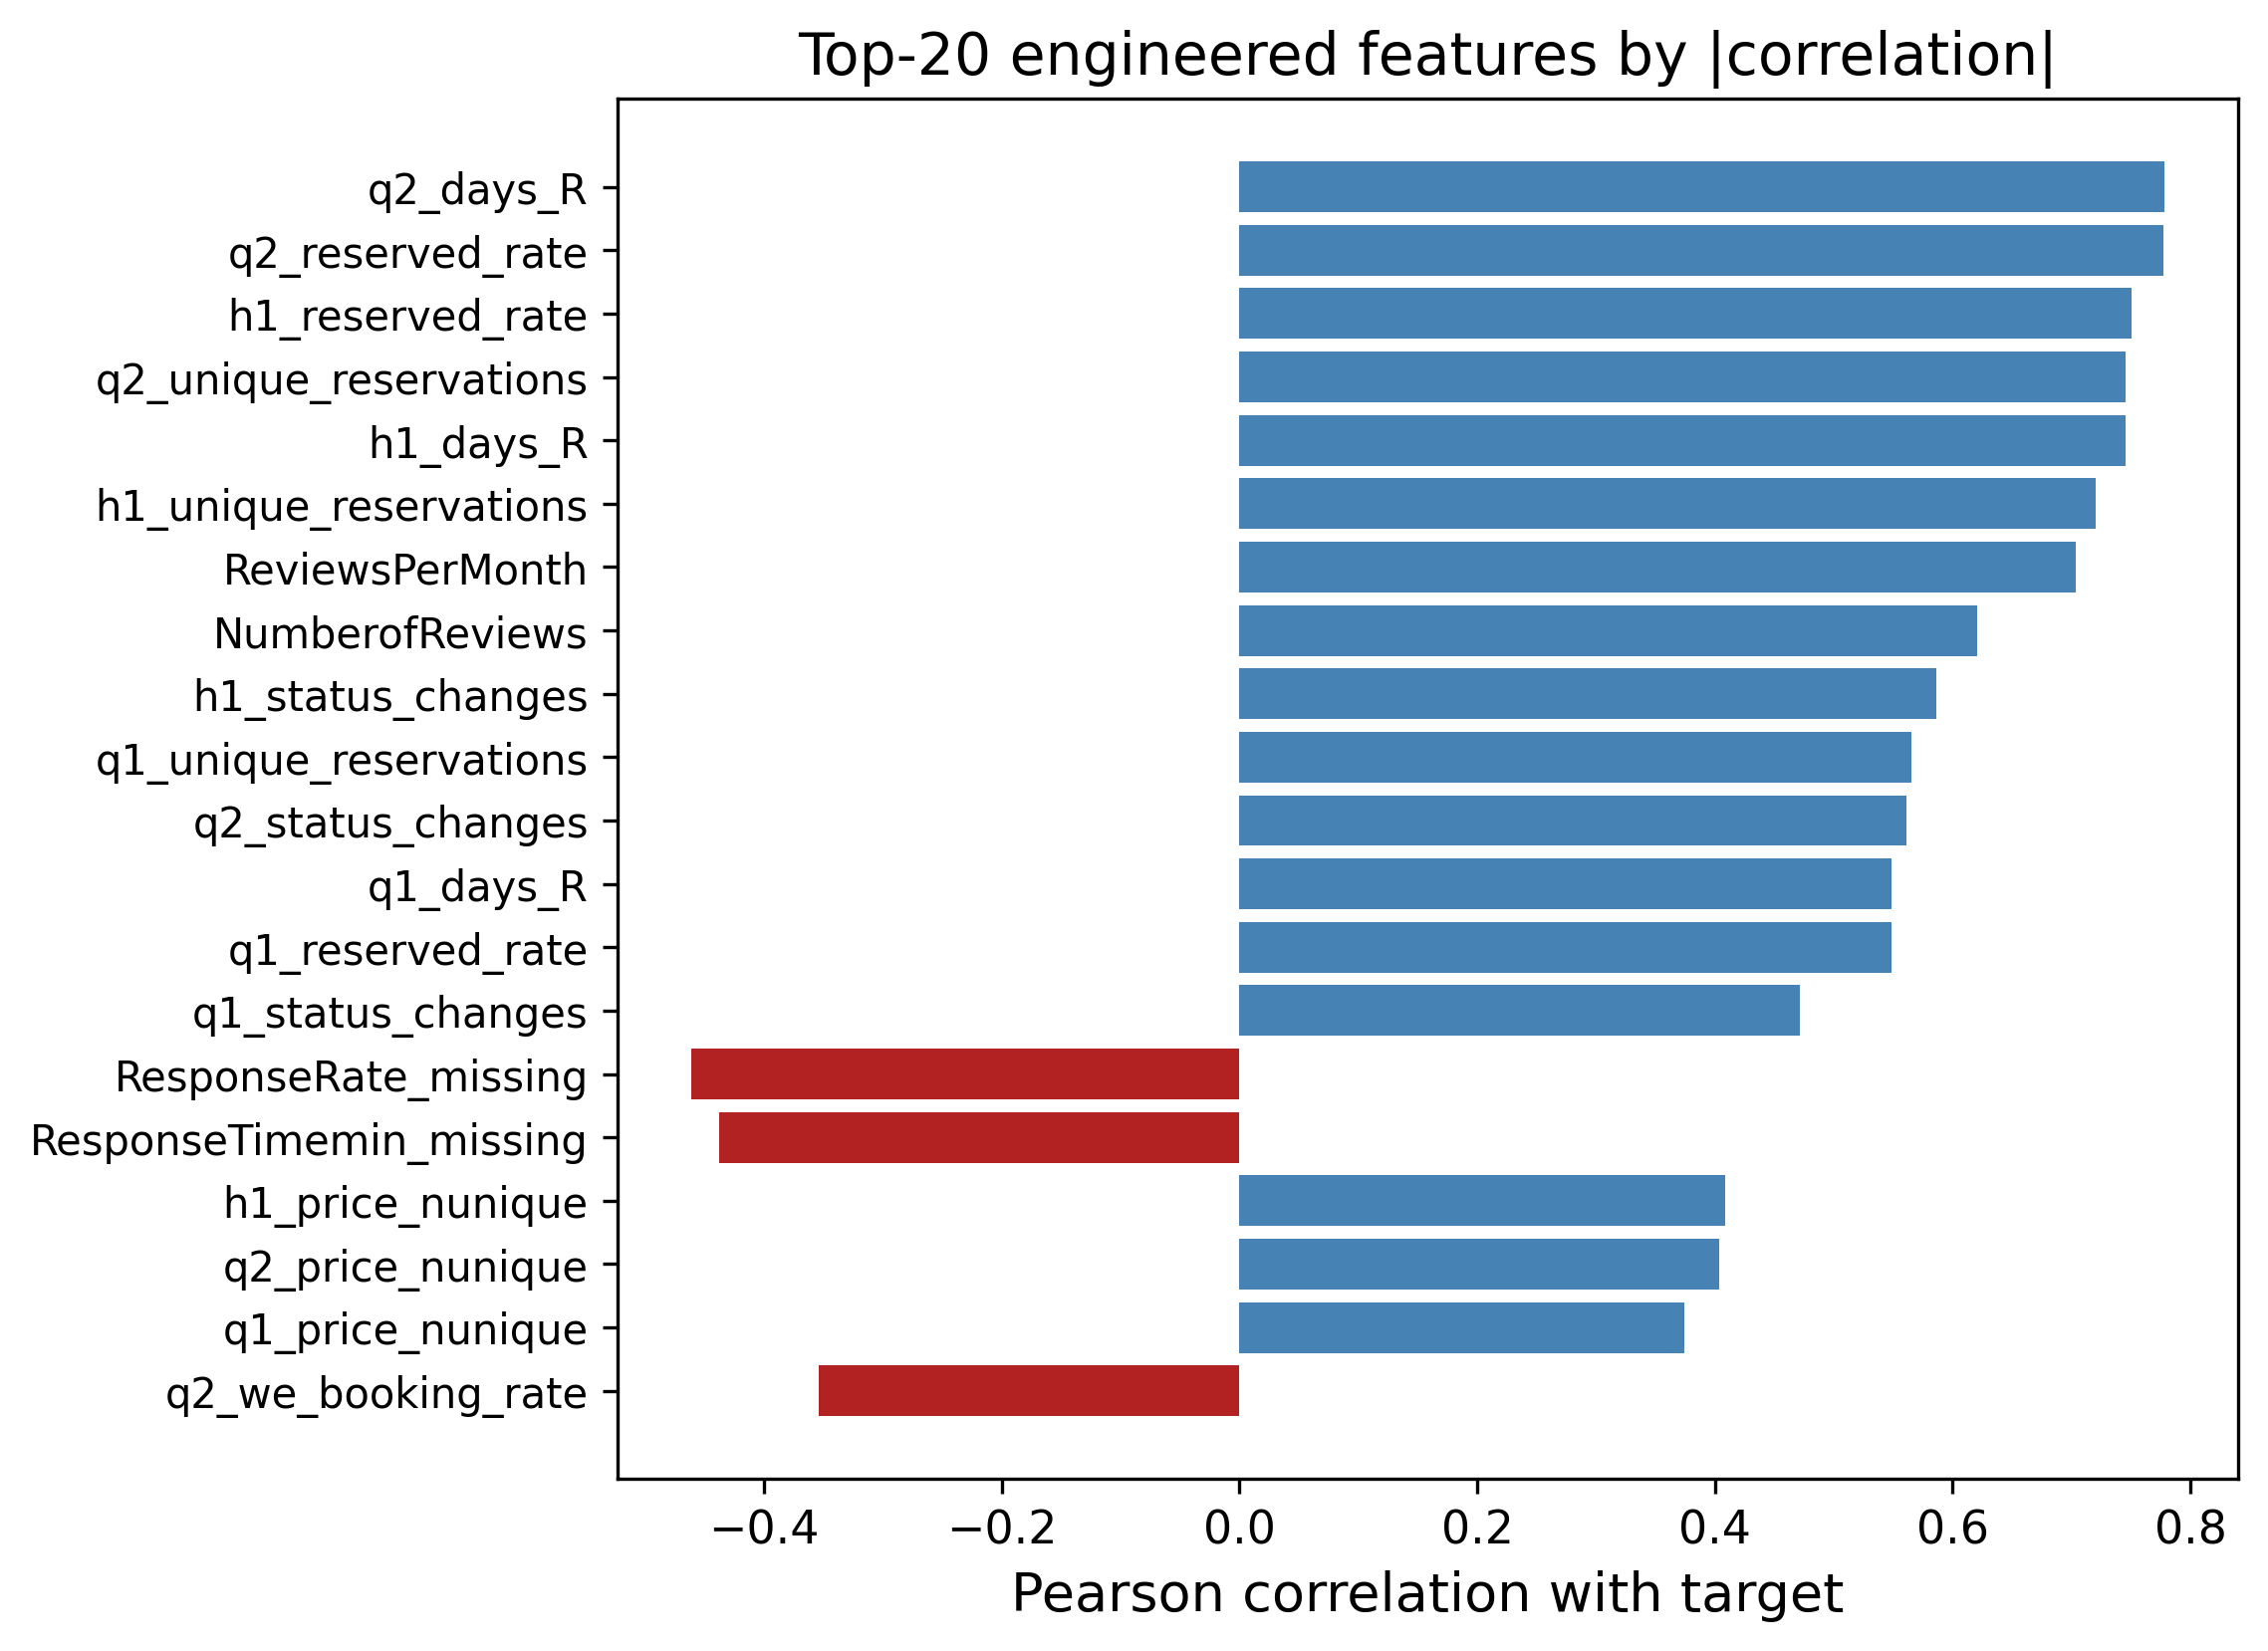 Top-20 engineered features by |correlation|
q2_days_R
q2_reserved_rate
h1_reserved_rate
q2_unique_reservations
h1_days_R
h1_unique_reservations
ReviewsPerMonth
NumberofReviews
h1_status_changes
q1_unique_reservations
q2_status_changes
q1_days_R
q1_reserved_rate
q1_status_changes
ResponseRate_missing
ResponseTimemin_missing
h1_price_nunique
q2_price_nunique
q1_price_nunique
q2_we_booking_rate
−0.4 −0.2 0.0 0.2 0.4 0.6 0.8
Pearson correlation with target